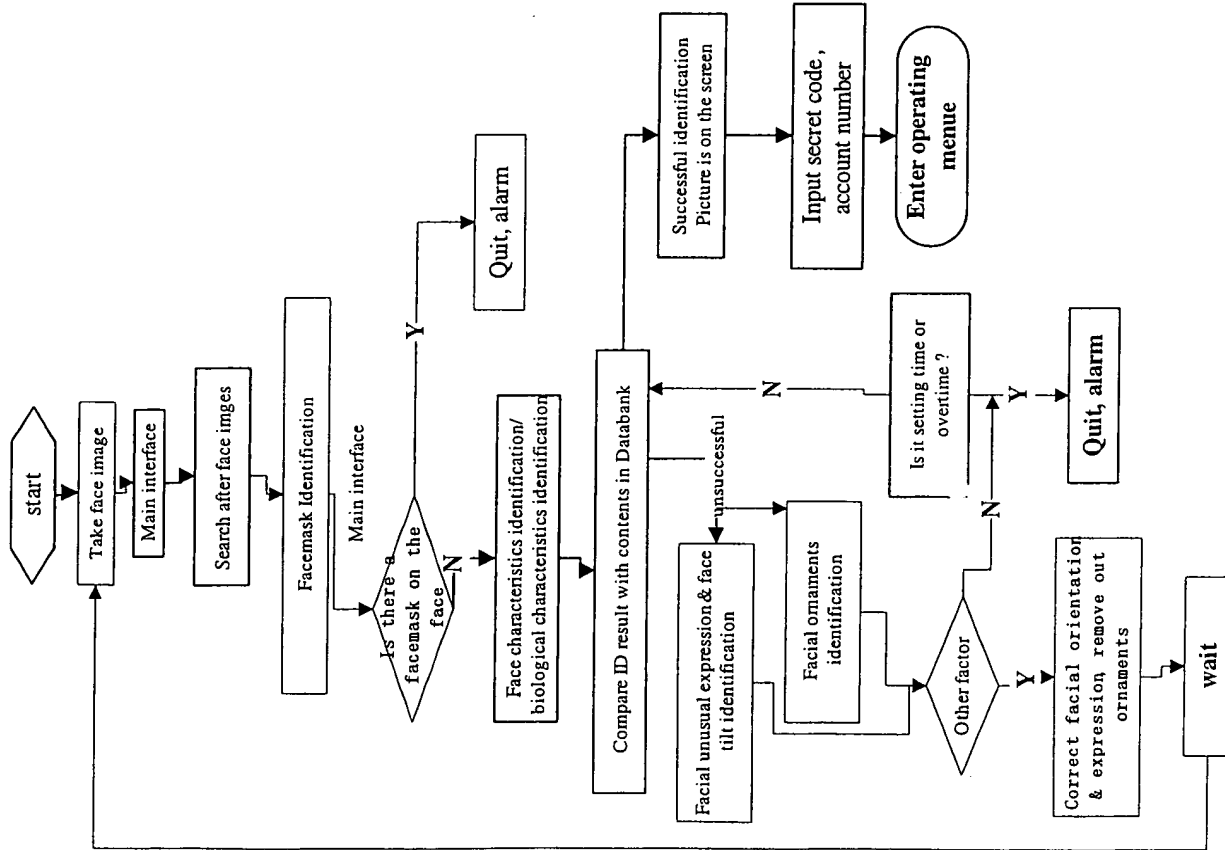 start
Take face image
Main interface
Search after face imges
Facemask Identification
Main interface
Is there a
facemask on the
face
Y
Quit, alarm
N
Face characteristics identification/
biological characteristics identification
Compare ID result with contents in Databank
Successful identification
Picture is on the screen
Input secret code ,
account number
Enter operating
menue
unsuccessful
Facial unusual expression& face
tilt identification
Facial ornaments
identification
Other factor
N
Is it setting time or
overtime ?
N
Y
Quit, alarm
Y
Correct facial orientation
& expression, remove out
ornaments
wait